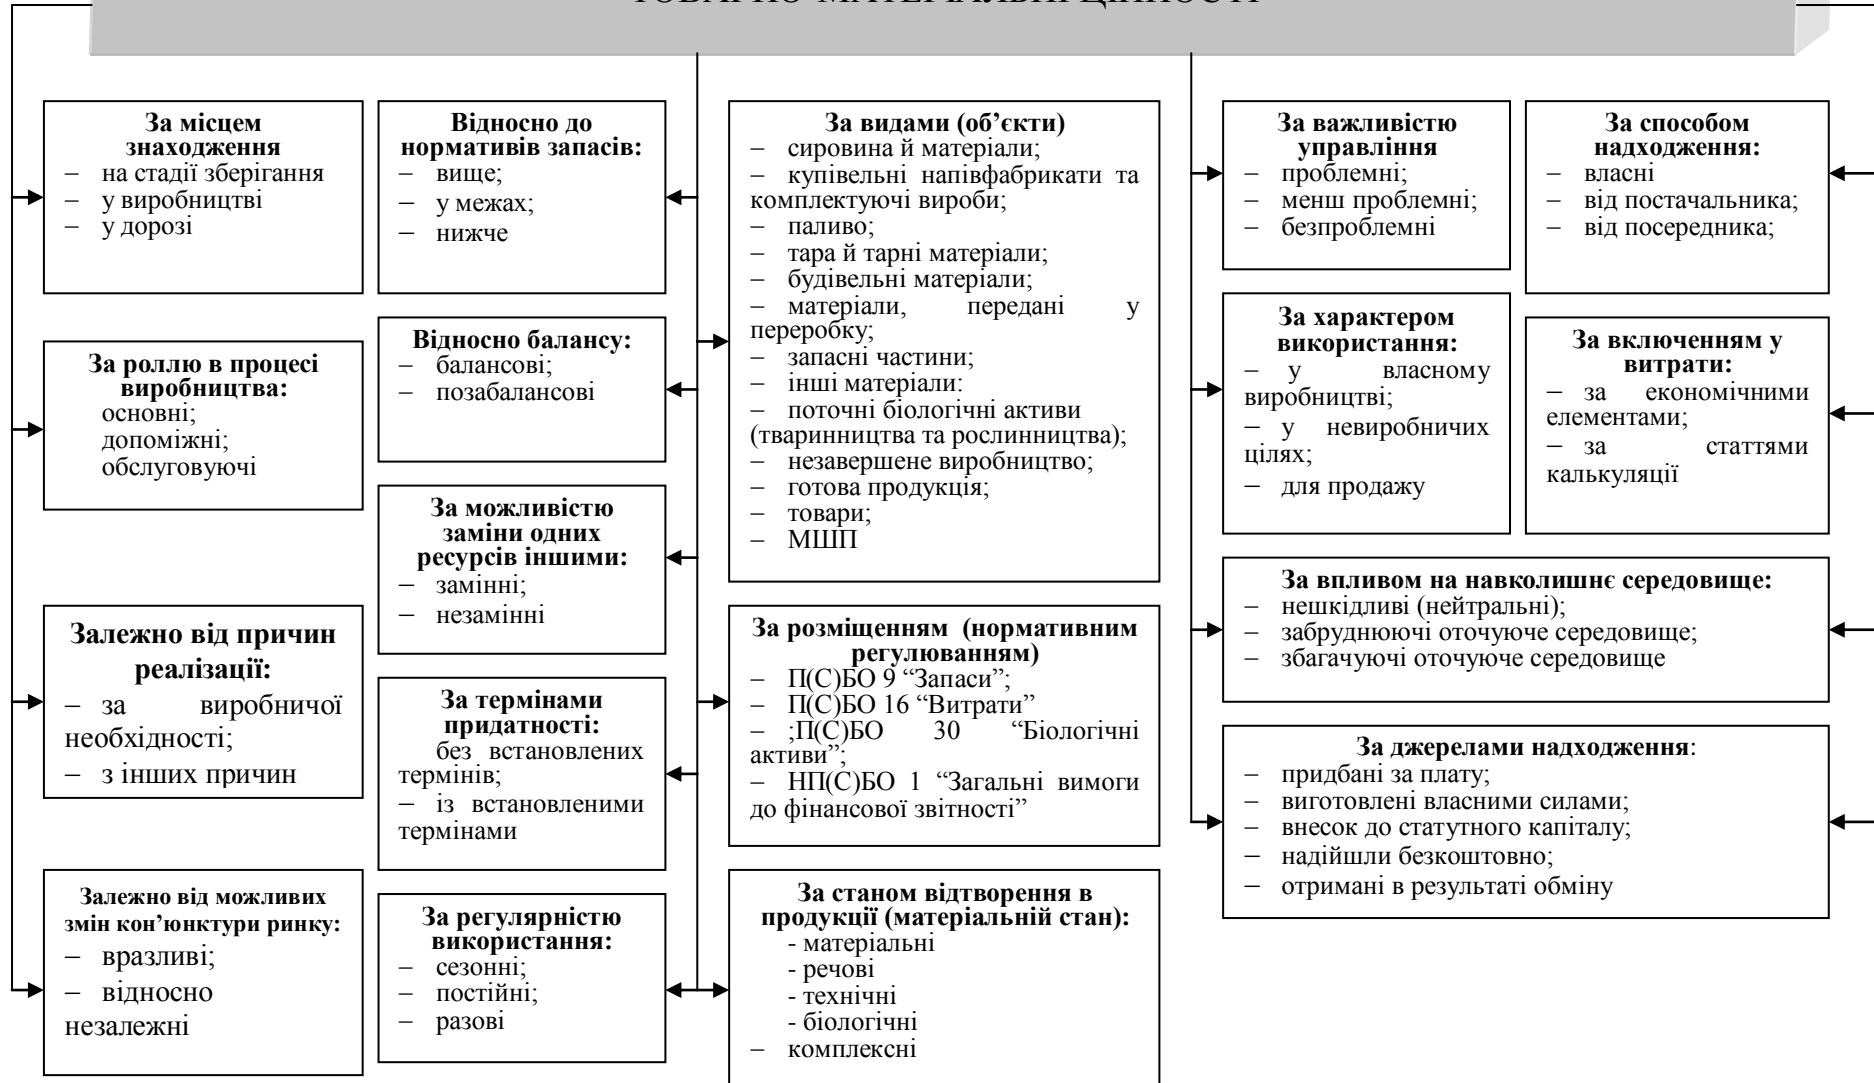 ТОВАРНО-МАТЕРІАЛЬНІ ЦІННОСТІ
За місцем
знаходження
– на стадії зберігання
– у виробництві
– у дорозі
За роллю в процесі
виробництва:
основні;
допоміжні;
обслуговуючі
Залежно від причин
реалізації:
– за виробничої
необхідності;
– з інших причин
Залежно від можливих
змін кон’юнктури ринку:
– вразливі;
– відносно
незалежні
Відносно до
нормативів запасів:
– вище;
– у межах;
– нижче
Відносно балансу:
– балансові;
– позабалансові
За можливістю
заміни одних
ресурсів іншими:
– замінні;
– незамінні
За термінами
придатності:
без встановлених
термінів;
– із встановленими
термінами
За регулярністю
використання:
– сезонні;
– постійні;
– разові
За видами (об’єкти)
– сировина й матеріали;
– купівельні напівфабрикати та
комплектуючі вироби;
– паливо;
– тара й тарні матеріали;
– будівельні матеріали;
– матеріали, передані у
переробку;
– запасні частини;
– інші матеріали:
– поточні біологічні активи
(тваринництва та рослинництва);
– незавершене виробництво;
– готова продукція;
– товари;
– МШП
За розміщенням (нормативним
регулюванням)
– П(С)БО 9 “Запаси”;
– П(С)БО 16 “Витрати”
– ;П(С)БО 30 “Біологічні
активи”;
– НП(С)БО 1 “Загальні вимоги
до фінансової звітності”
За станом відтворення в
продукції (матеріальній стан):
- матеріальні
- речові
- технічні
- біологічні
– комплексні
За важливістю
управління
– проблемні;
– менш проблемні;
– безпроблемні
За характером
використання:
– у власному
виробництві;
– у невиробничих
цілях;
– для продажу
За способом
надходження:
– власні
– від постачальника;
– від посередника;
За включенням у
витрати:
– за економічними
елементами;
– за статтями
калькуляції
За впливом на навколишнє середовище:
– нешкідливі (нейтральні);
– забруднюючі оточуюче середовище;
– збагачуючі оточуюче середовище
За джерелами надходження:
– придбані за плату;
– виготовлені власними силами;
– внесок до статутного капіталу;
– надійшли безкоштовно;
– отримані в результаті обміну